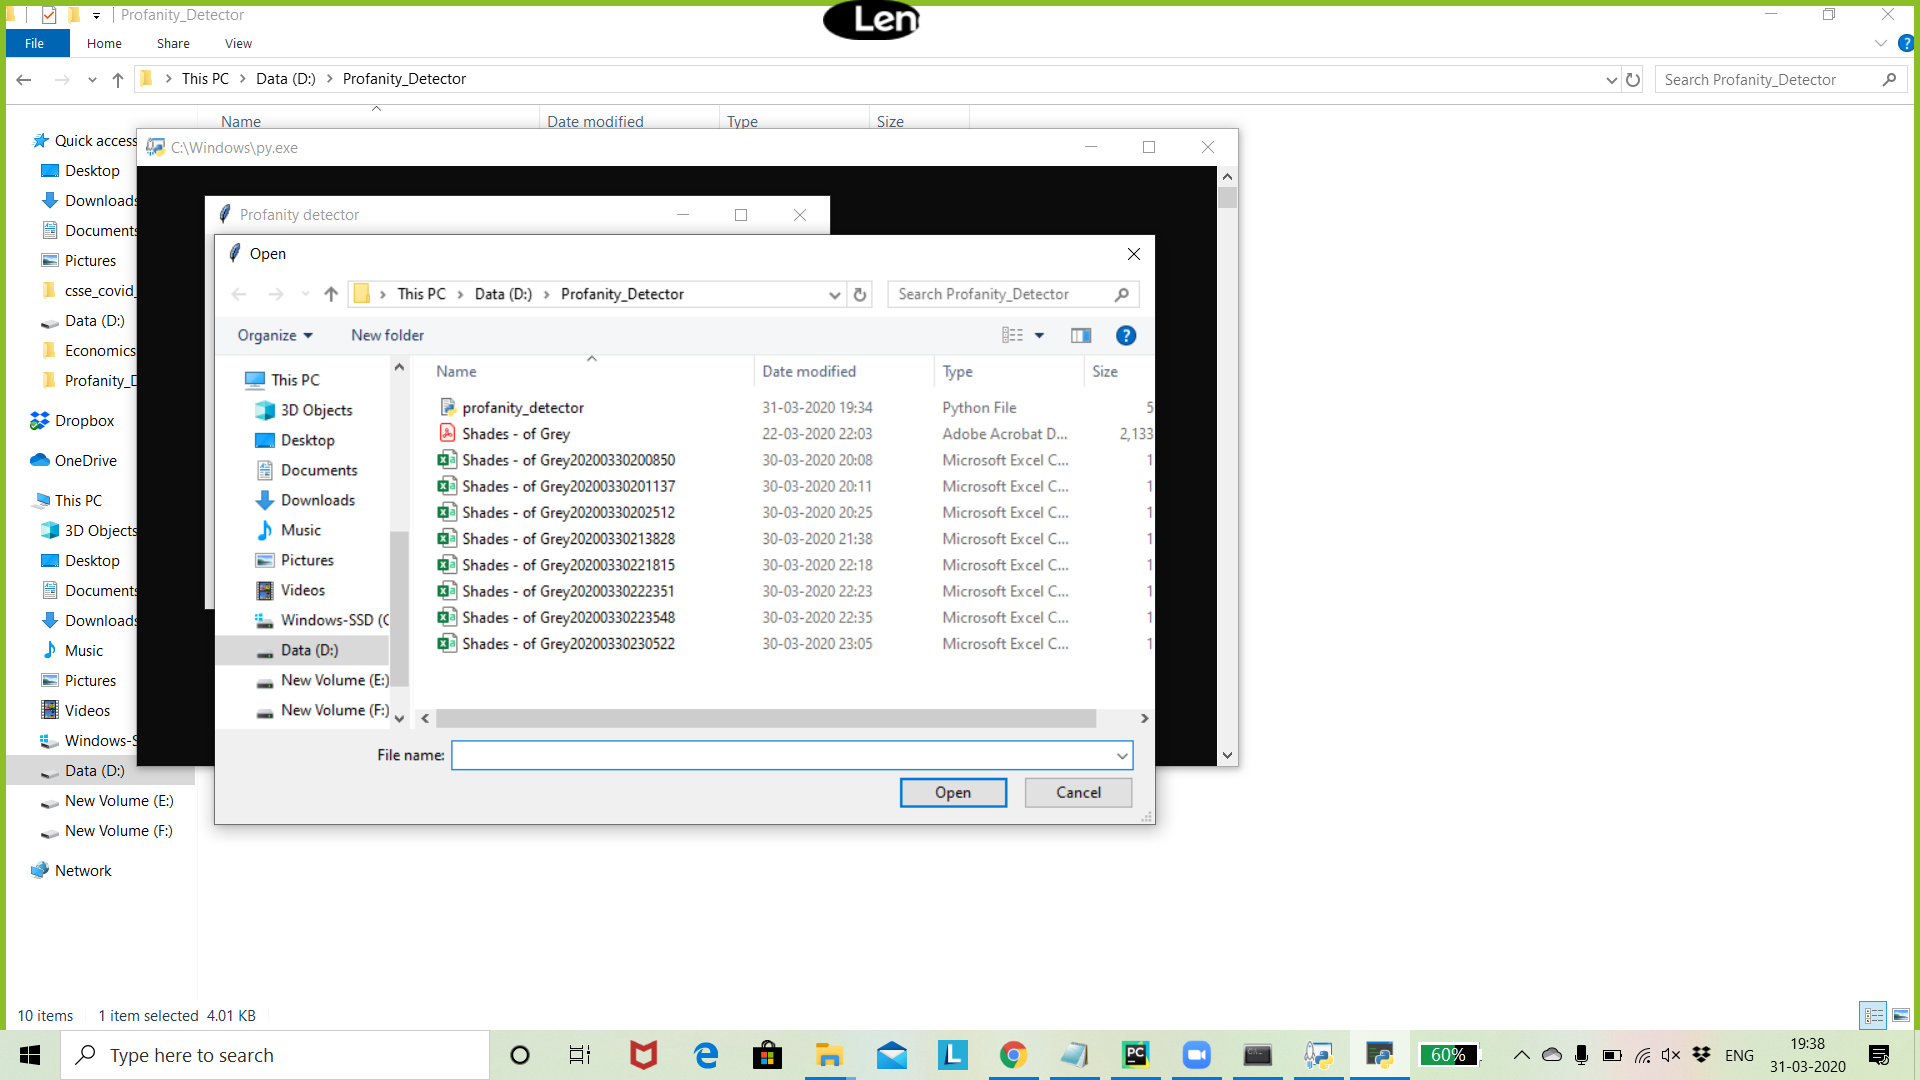 Profanity_Detector
Len
File Home Share View
This PC Data (D:) Profanity_Detector
Search Profanity_Detector
Name Date modified Type Size
Quick access
Desktop
Downloads
Documents
Pictures
csse_covid_
Data (D:)
Economics
Profanity_D
Dropbox
OneDrive
This PC
3D Objects
Desktop
Documents
Downloads
Music
Pictures
Videos
Windows-S
Data (D:)
New Volume (E:)
New Volume (F:)
Network
C:\Windows\py.exe
Profanity detector
Open
This PC Data (D:) Profanity_Detector
Search Profanity_Detector
Organize New folder
This PC
3D Objects
Desktop
Documents
Downloads
Music
Pictures
Videos
Windows-SSD (C
Data (D:)
New Volume (E:)
New Volume (F:)
Name Date modified Type Size
profanity_detector 31-03-2020 19:34 Python File 5
Shades - of Grey 22-03-2020 22:03 Adobe Acrobat D... 2,133
Shades - of Grey20200330200850 30-03-2020 20:08 Microsoft Excel C... 1
Shades - of Grey20200330201137 30-03-2020 20:11 Microsoft Excel C... 1
Shades - of Grey20200330202512 30-03-2020 20:25 Microsoft Excel C... 1
Shades - of Grey20200330213828 30-03-2020 21:38 Microsoft Excel C... 1
Shades - of Grey20200330221815 30-03-2020 22:18 Microsoft Excel C... 1
Shades - of Grey20200330222351 30-03-2020 22:23 Microsoft Excel C... 1
Shades - of Grey20200330223548 30-03-2020 22:35 Microsoft Excel C... 1
Shades - of Grey20200330230522 30-03-2020 23:05 Microsoft Excel C... 1
File name:
Open Cancel
10 items 1 item selected 4.01 KB
Type here to search
L
PC
60%
ENG
19:38
31-03-2020